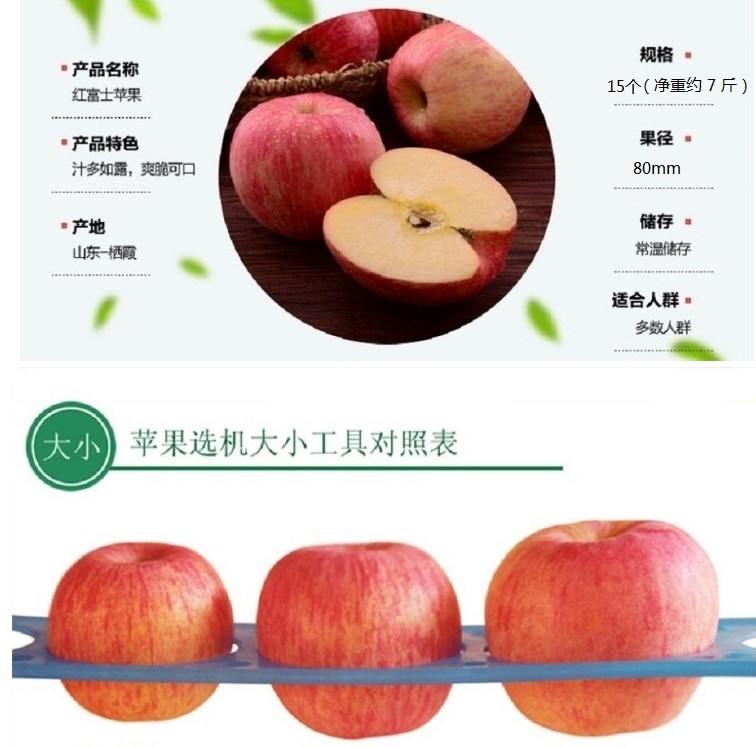 产品名称
红富士苹果
产品特色
汁多如露，爽脆可口
产地
山东-栖霞
规格
15个(净重约7斤)
果径
80mm
储存
常温储存
适合人群
多数人群
大小
苹果选机大小工具对照表